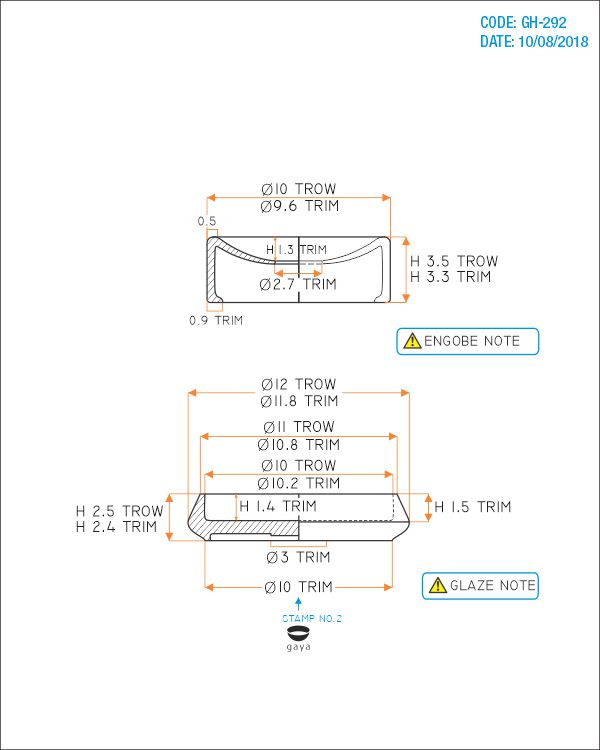 CODE: GH-292
DATE: 10/08/2018
Ø10 TROW
Ø9.6 TRIM
0.5
H 1.3 TRIM
H 3.5 TROW
H 3.3 TRIM
Ø2.7 TRIM
0.9 TRIM
ENGOBE NOTE
Ø12 TROW
Ø11.8 TRIM
Ø11 TROW
Ø10.8 TRIM
Ø10 TROW
Ø10.2 TRIM
H 2.5 TROW
H 2.4 TRIM
H 1.4 TRIM
H 1.5 TRIM
Ø3 TRIM
Ø10 TRIM
GLAZE NOTE
STAMP NO.2
gaya